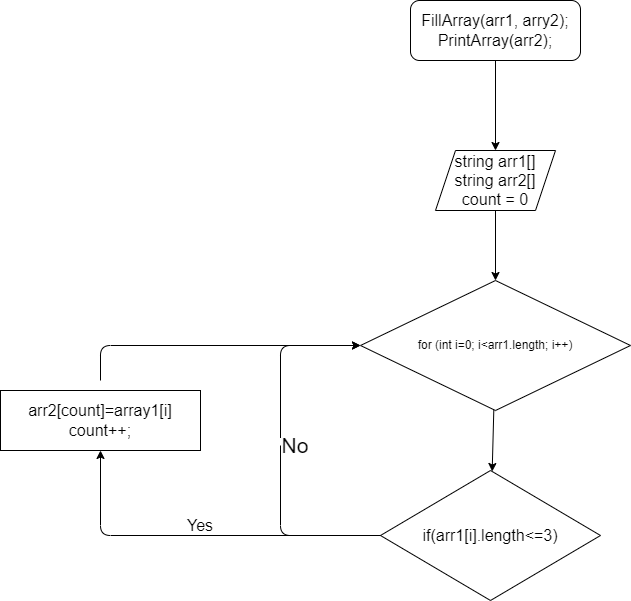 FillArray(arr1, arry2);
PrintArray(arr2);
string arr1[]
string arr2[]
count = 0
for (int i=0; i<arr1.length; i++)
arr2[count]=array1[i]
count++;
No
Yes
if(arr1[i].length<=3)